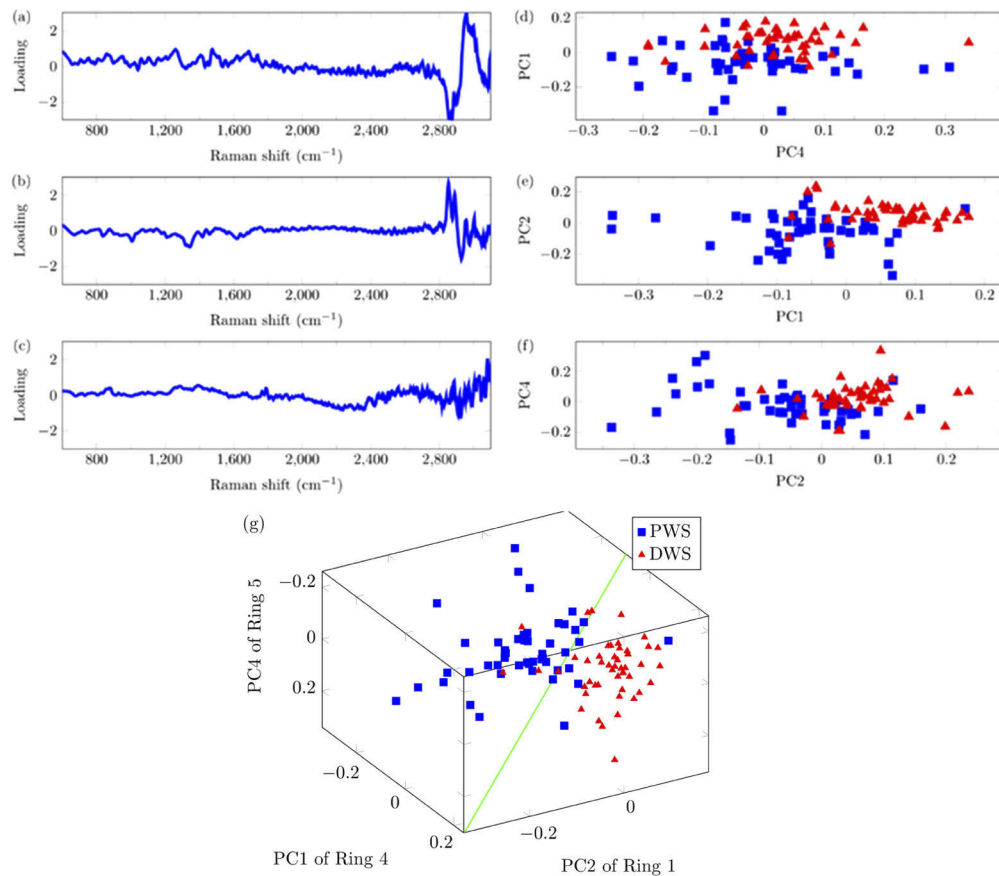 (a)
Loading
2
0
−2
800
1,200
1,600
2,000
2,400
2,800
Raman shift (cm⁻¹)
(d)
PC1
0.2
0
−0.2
−0.3
−0.2
−0.1
0
0.1
0.2
0.3
PC4
(b)
Loading
2
0
−2
800
1,200
1,600
2,000
2,400
2,800
Raman shift (cm⁻¹)
(e)
PC2
0.2
0
−0.2
−0.3
−0.2
−0.1
0
0.1
0.2
PC1
(c)
Loading
2
0
−2
800
1,200
1,600
2,000
2,400
2,800
Raman shift (cm⁻¹)
(f)
PC4
0.2
0
−0.2
−0.3
−0.2
−0.1
0
0.1
0.2
PC2
(g)
PWS
DWS
PC4 of Ring 5
−0.2
0
0.2
−0.2
0
0.2
PC1 of Ring 4
−0.2
0
PC2 of Ring 1